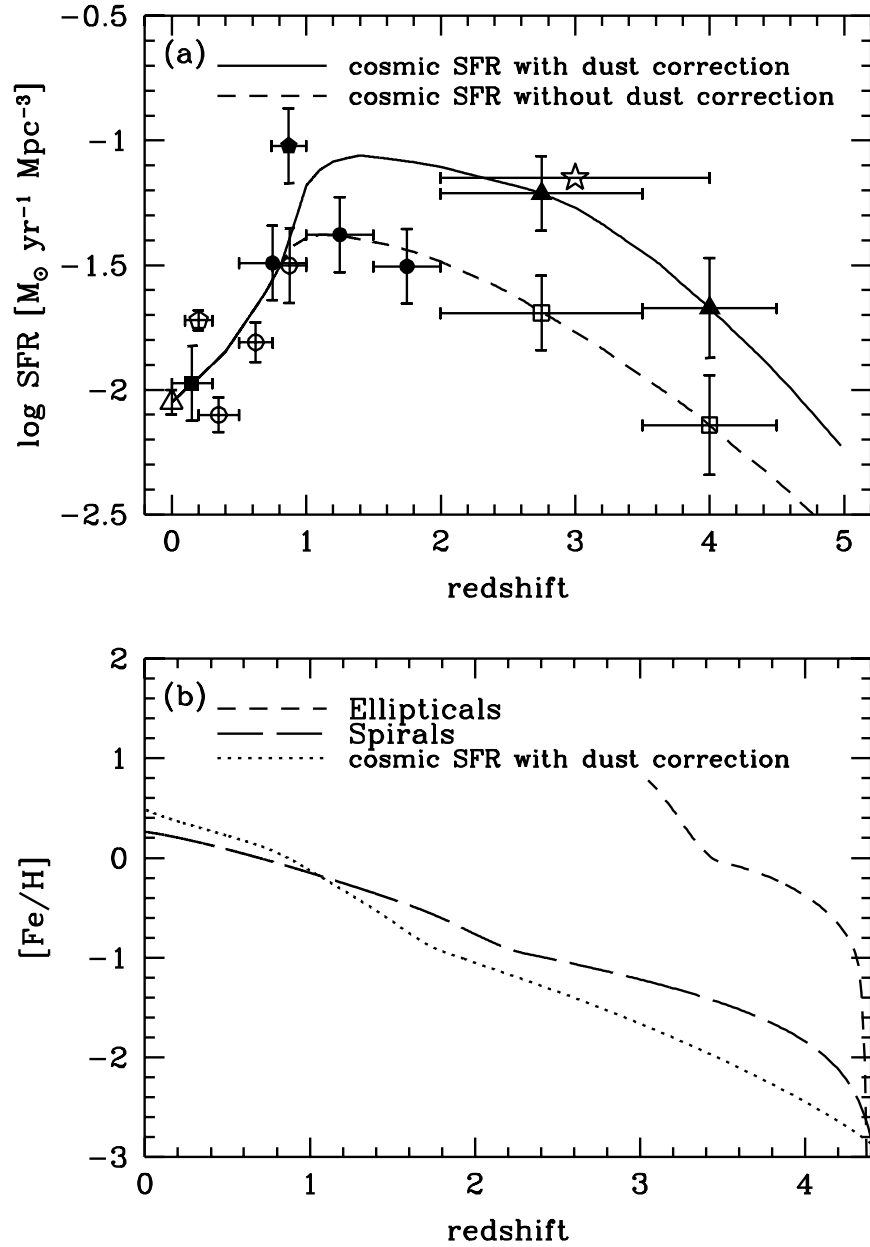 -0.5
(a)
cosmic SFR with dust correction
cosmic SFR without dust correction
-1
-1.5
-2
-2.5
log SFR [M⊙ yr⁻¹ Mpc⁻³]
0 1 2 3 4 5
redshift
2
(b)
Ellipticals
Spirals
cosmic SFR with dust correction
1
0
-1
-2
-3
[Fe/H]
0 1 2 3 4
redshift